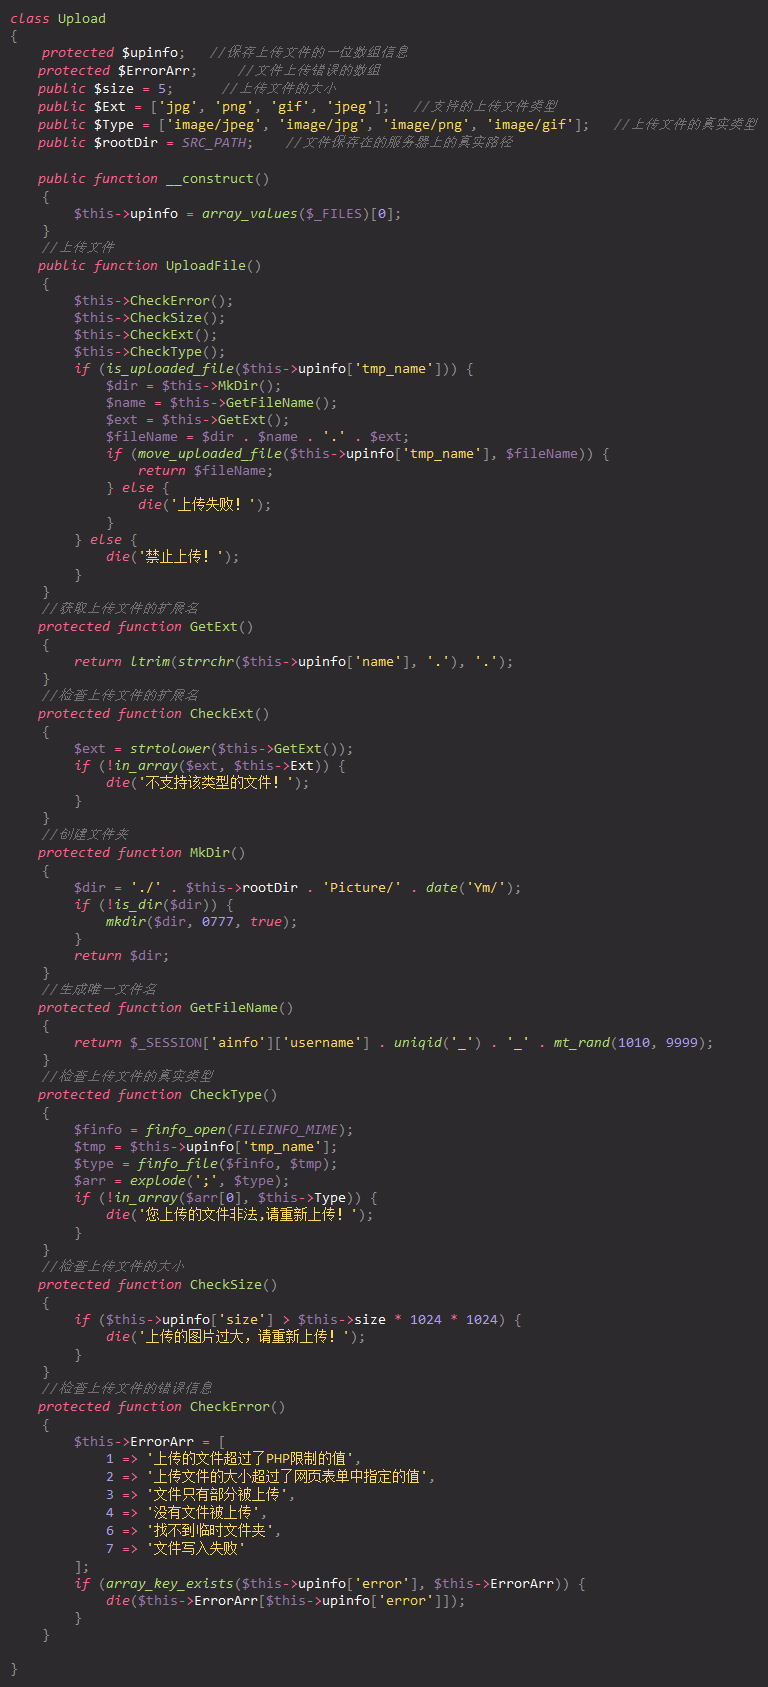 class Upload
{
    protected $upinfo;   //保存上传文件的一位数组信息
    protected $ErrorArr;     //文件上传错误的数组
    public $size = 5;      //上传文件的大小
    public $Ext = ['jpg', 'png', 'gif', 'jpeg'];   //支持的上传文件类型
    public $Type = ['image/jpeg', 'image/jpg', 'image/png', 'image/gif'];   //上传文件的真实类型
    public $rootDir = SRC_PATH;    //文件保存在的服务器上的真实路径

    public function __construct()
    {
        $this->upinfo = array_values($_FILES)[0];
    }
    //上传文件
    public function UploadFile()
    {
        $this->CheckError();
        $this->CheckSize();
        $this->CheckExt();
        $this->CheckType();
        if (is_uploaded_file($this->upinfo['tmp_name'])) {
            $dir = $this->MkDir();
            $name = $this->GetFileName();
            $ext = $this->GetExt();
            $fileName = $dir . $name . '.' . $ext;
            if (move_uploaded_file($this->upinfo['tmp_name'], $fileName)) {
                return $fileName;
            } else {
                die('上传失败！');
            }
        } else {
            die('禁止上传！');
        }
    }
    //获取上传文件的扩展名
    protected function GetExt()
    {
        return ltrim(strrchr($this->upinfo['name'], '.'), '.');
    }
    //检查上传文件的扩展名
    protected function CheckExt()
    {
        $ext = strtolower($this->GetExt());
        if (!in_array($ext, $this->Ext)) {
            die('不支持该类型的文件！');
        }
    }
    //创建文件夹
    protected function MkDir()
    {
        $dir = './' . $this->rootDir . 'Picture/' . date('Ym/');
        if (!is_dir($dir)) {
            mkdir($dir, 0777, true);
        }
        return $dir;
    }
    //生成唯一文件名
    protected function GetFileName()
    {
        return $_SESSION['ainfo']['username'] . uniqid('_') . '_' . mt_rand(1010, 9999);
    }
    //检查上传文件的真实类型
    protected function CheckType()
    {
        $finfo = finfo_open(FILEINFO_MIME);
        $tmp = $this->upinfo['tmp_name'];
        $type = finfo_file($finfo, $tmp);
        $arr = explode(';', $type);
        if (!in_array($arr[0], $this->Type)) {
            die('您上传的文件非法,请重新上传！');
        }
    }
    //检查上传文件的大小
    protected function CheckSize()
    {
        if ($this->upinfo['size'] > $this->size * 1024 * 1024) {
            die('上传的图片过大，请重新上传！');
        }
    }
    //检查上传文件的错误信息
    protected function CheckError()
    {
        $this->ErrorArr = [
            1 => '上传的文件超过了PHP限制的值',
            2 => '上传文件的大小超过了网页表单中指定的值',
            3 => '文件只有部分被上传',
            4 => '没有文件被上传',
            6 => '找不到临时文件夹',
            7 => '文件写入失败'
        ];
        if (array_key_exists($this->upinfo['error'], $this->ErrorArr)) {
            die($this->ErrorArr[$this->upinfo['error']]);
        }
    }

}